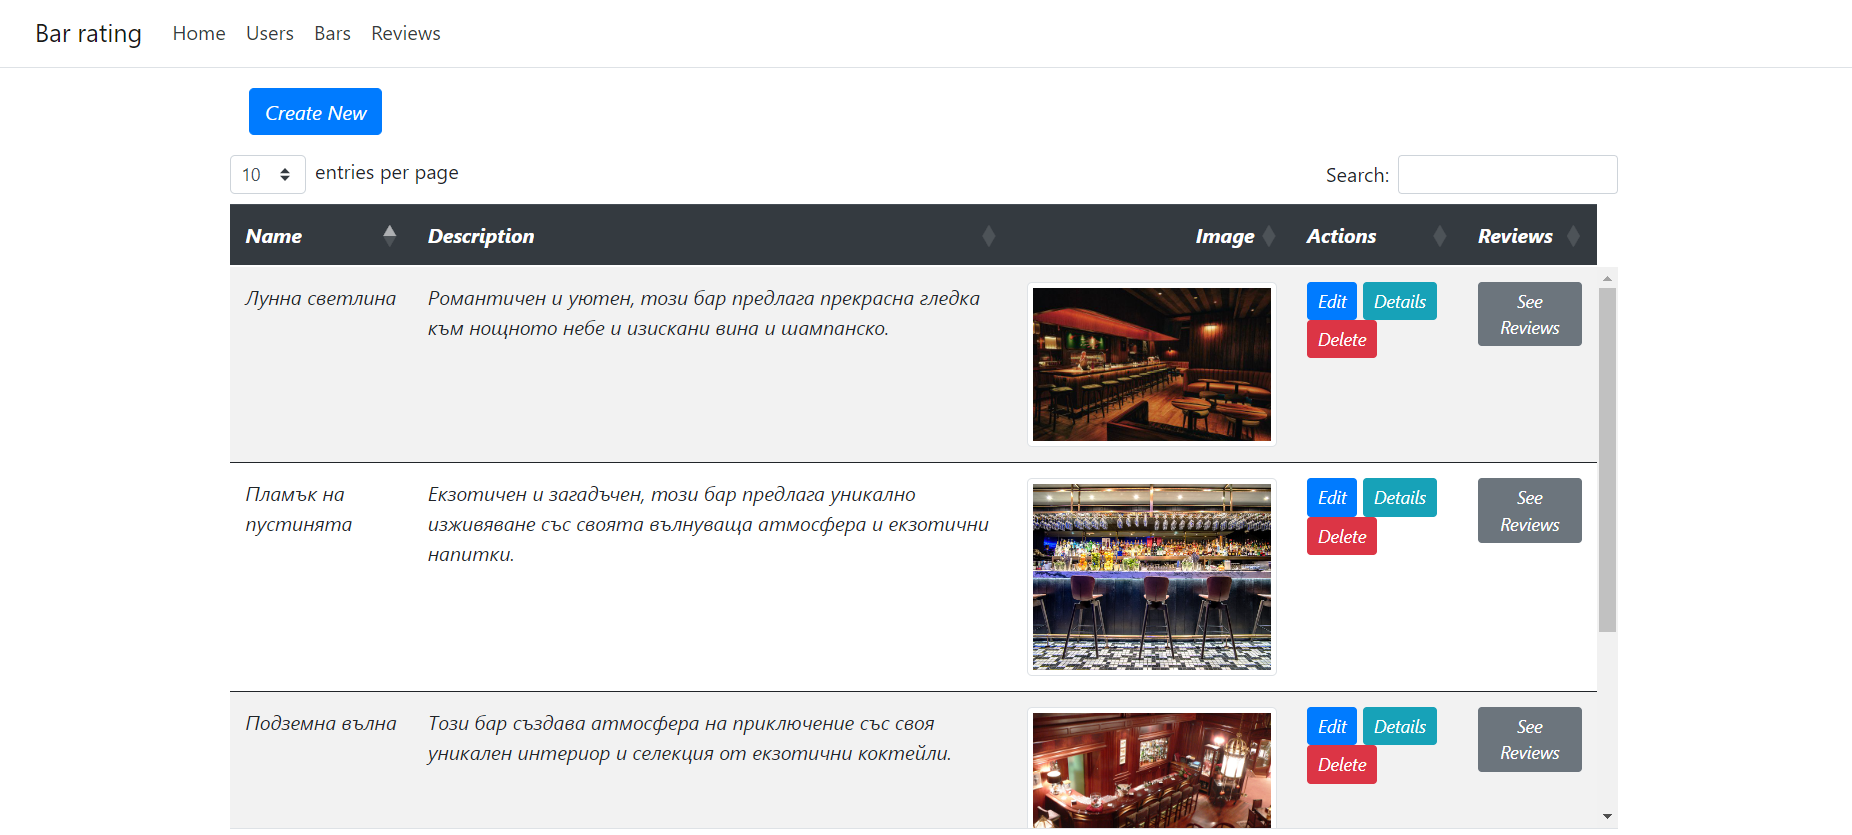 Bar rating Home Users Bars Reviews
Create New
10 entries per page Search:
Name Description Image Actions Reviews
Лунна светлина
Романтичен и уютен, този бар предлага прекрасна гледка
към нощното небе и изискани вина и шампанско.
Edit Details
Delete
See
Reviews
Пламък на
пустинята
Екзотичен и загадъчен, този бар предлага уникално
изживяване със своята вълнуваща атмосфера и екзотични
напитки.
Edit Details
Delete
See
Reviews
Подземна вълна
Този бар създава атмосфера на приключение със своя
уникален интериор и селекция от екзотични коктейли.
Edit Details
Delete
See
Reviews